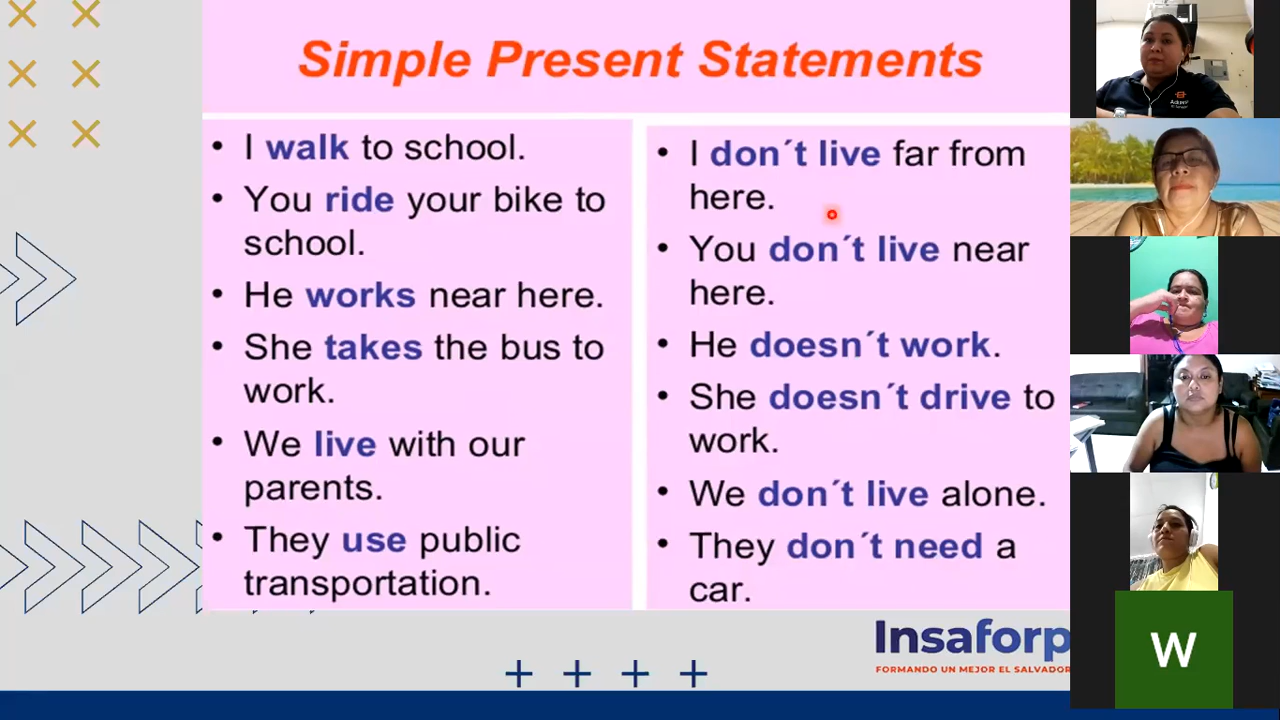 Simple Present Statements
• I walk to school.
• You ride your bike to
school.
• He works near here.
• She takes the bus to
work.
• We live with our
parents.
• They use public
transportation.
• I don´t live far from
here.
• You don´t live near
here.
• He doesn´t work.
• She doesn´t drive to
work.
• We don´t live alone.
• They don´t need a
car.
Insaforp
FORMANDO UN MEJOR EL SALVADOR
W